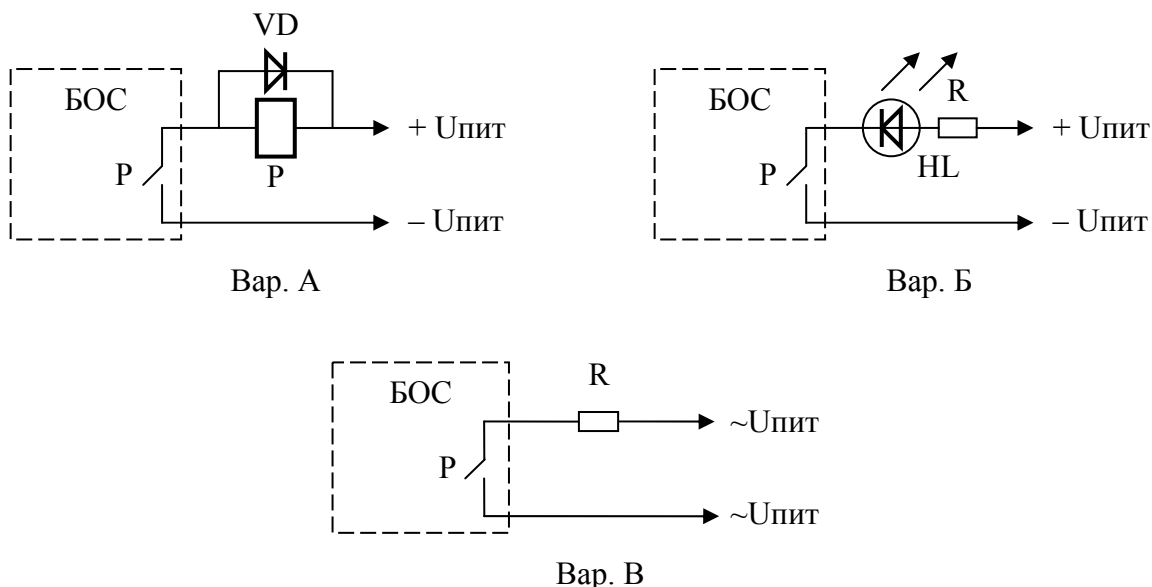 VD
БОС
+ Uпит
P
P
– Uпит
Вар. А
БОС
R
+ Uпит
P
HL
– Uпит
Вар. Б
БОС
R
~Uпит
P
~Uпит
Вар. В